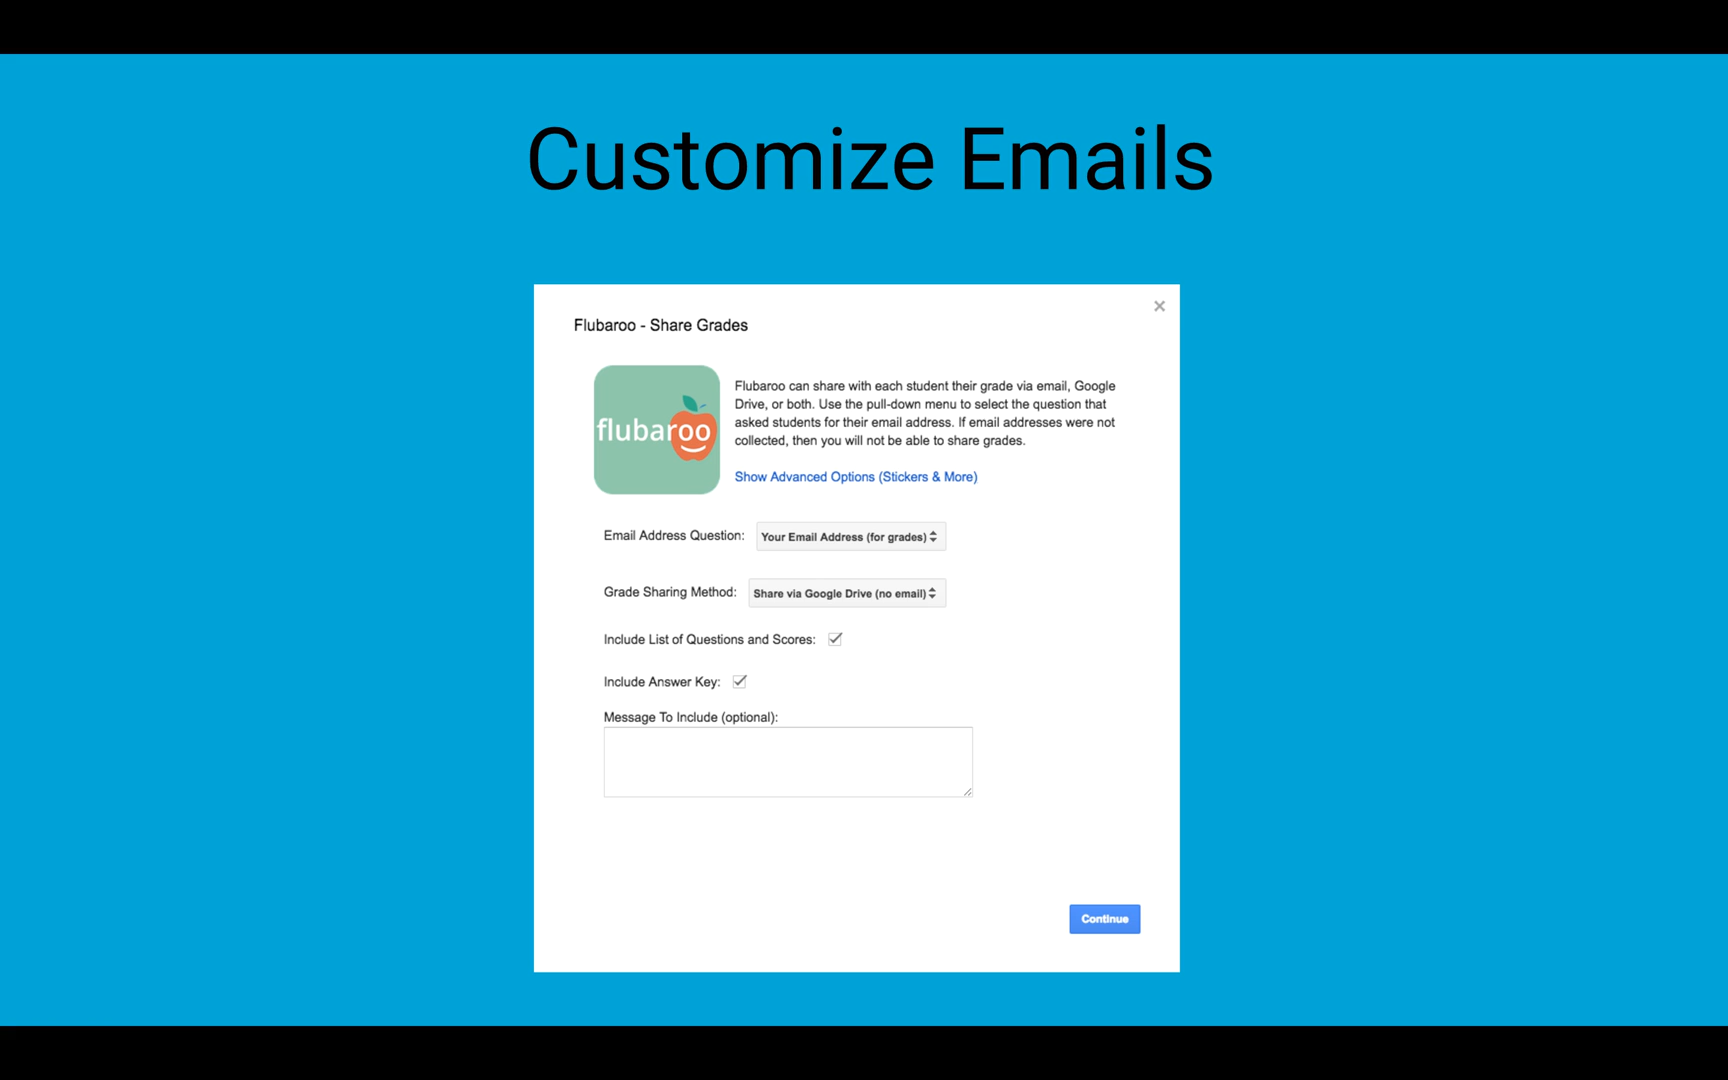 Customize Emails
Flubaroo - Share Grades
flubaroo
Flubaroo can share with each student their grade via email, Google
Drive, or both. Use the pull-down menu to select the question that
asked students for their email address. If email addresses were not
collected, then you will not be able to share grades.
Show Advanced Options (Stickers & More)
Email Address Question: Your Email Address (for grades)
Grade Sharing Method: Share via Google Drive (no email)
Include List of Questions and Scores:
Include Answer Key:
Message To Include (optional):
Continue